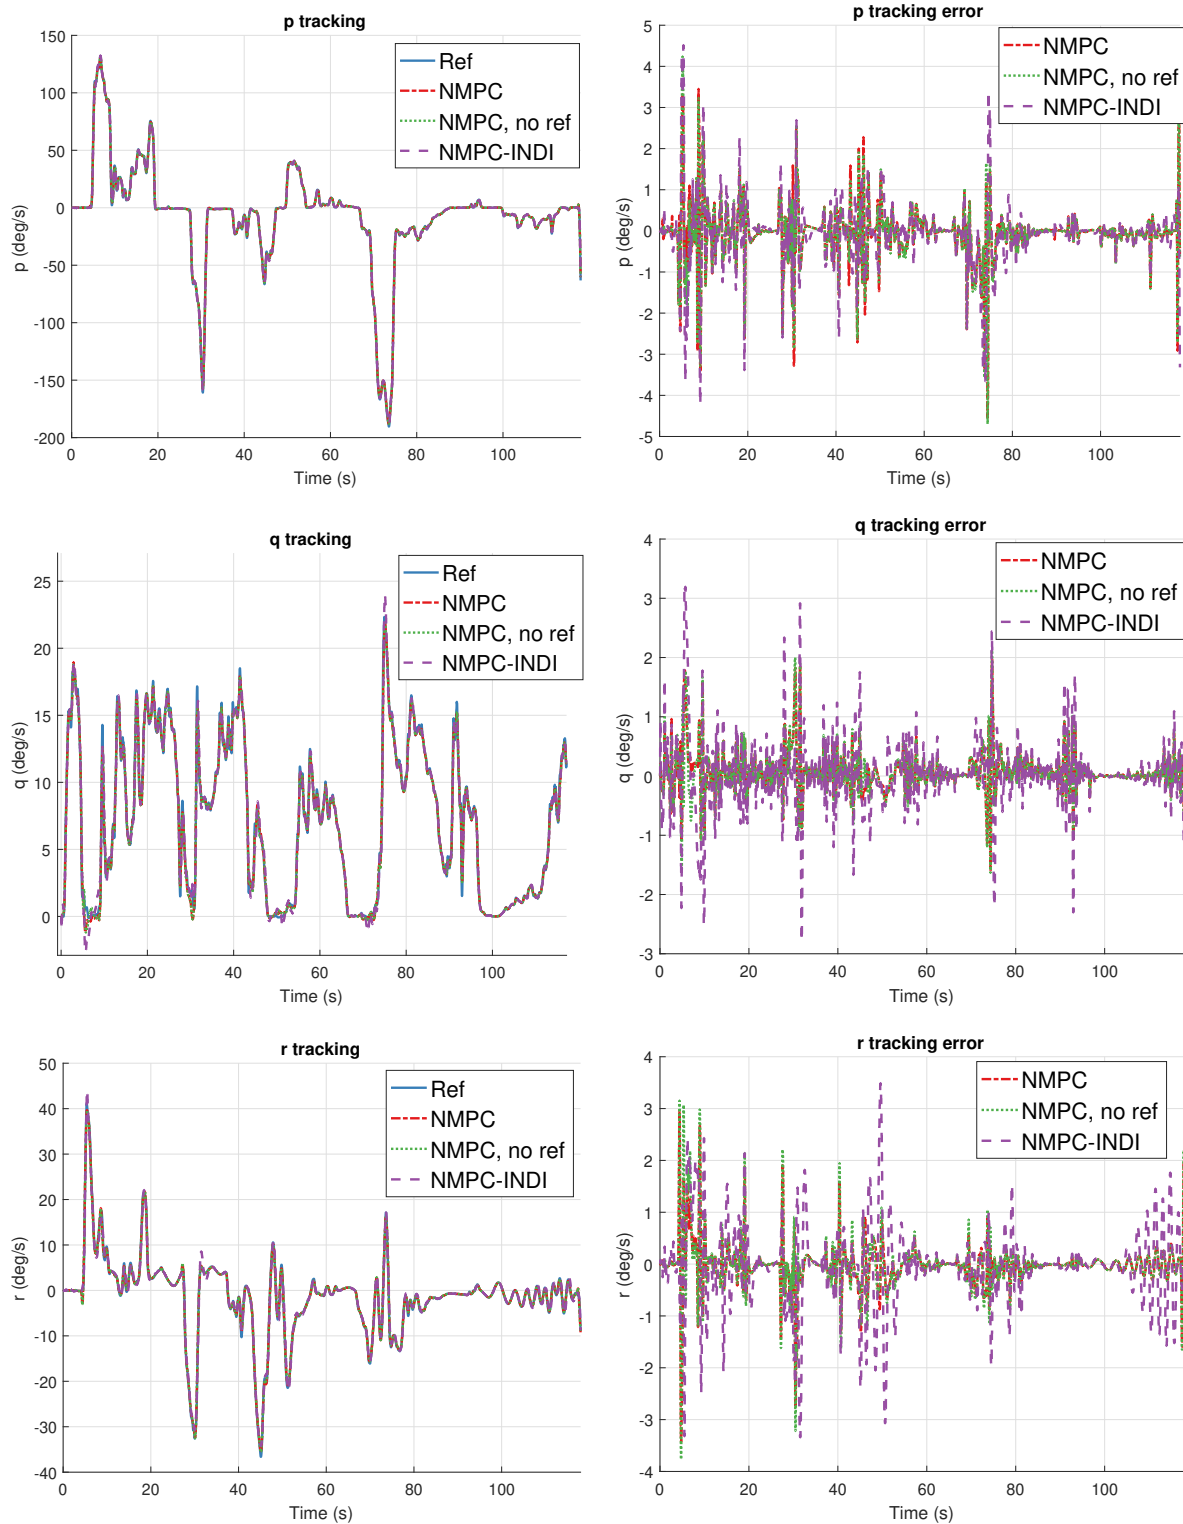 p tracking
150
100
50
0
-50
-100
-150
-200
p (deg/s)
0 20 40 60 80 100
Time (s)
Ref
NMPC
NMPC, no ref
NMPC-INDI
p tracking error
5
4
3
2
1
0
-1
-2
-3
-4
-5
p (deg/s)
0 20 40 60 80 100
Time (s)
NMPC
NMPC, no ref
NMPC-INDI
q tracking
25
20
15
10
5
0
q (deg/s)
0 20 40 60 80 100
Time (s)
Ref
NMPC
NMPC, no ref
NMPC-INDI
q tracking error
4
3
2
1
0
-1
-2
-3
q (deg/s)
0 20 40 60 80 100
Time (s)
NMPC
NMPC, no ref
NMPC-INDI
r tracking
50
40
30
20
10
0
-10
-20
-30
-40
r (deg/s)
0 20 40 60 80 100
Time (s)
Ref
NMPC
NMPC, no ref
NMPC-INDI
r tracking error
4
3
2
1
0
-1
-2
-3
-4
r (deg/s)
0 20 40 60 80 100
Time (s)
NMPC
NMPC, no ref
NMPC-INDI